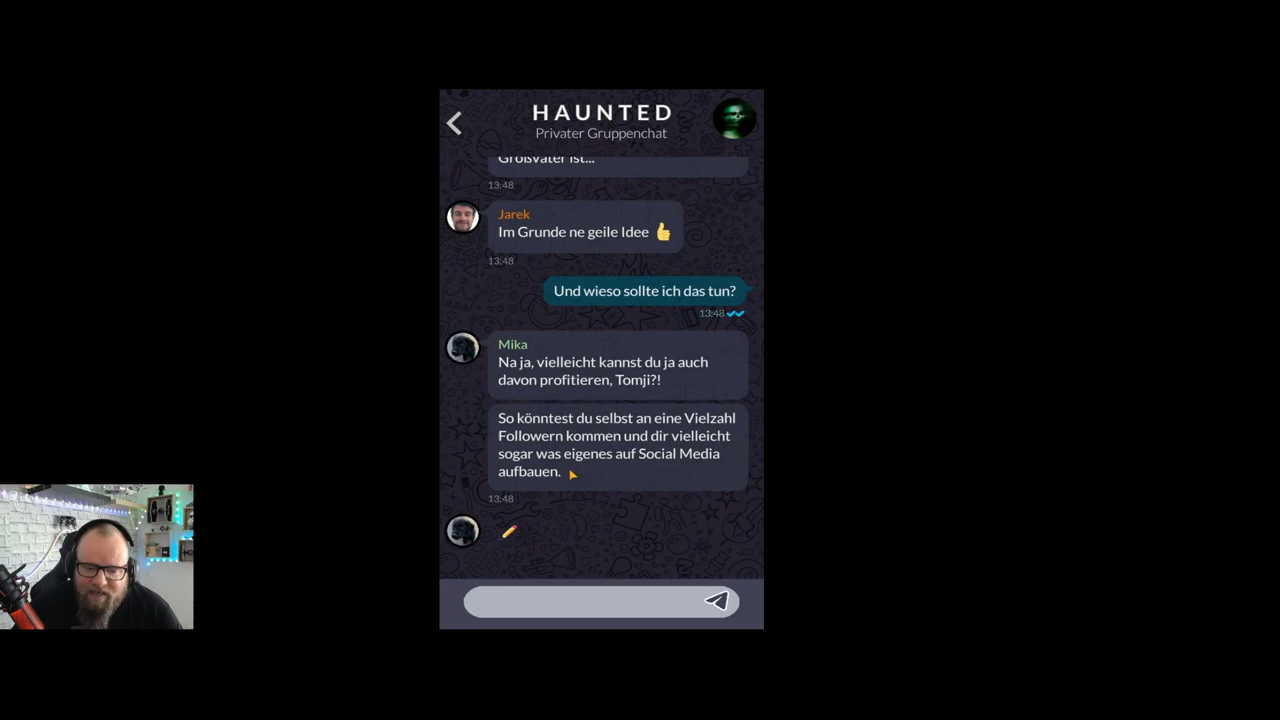 HAUNTED
Privater Gruppenchat
Großvater ist...
13:48
Jarek
Im Grunde ne geile Idee
13:48
Und wieso sollte ich das tun?
13:48
Mika
Na ja, vielleicht kannst du ja auch
davon profitieren, Tomji?!
So könntest du selbst an eine Vielzahl
Followern kommen und dir vielleicht
sogar was eigenes auf Social Media
aufbauen.
13:48